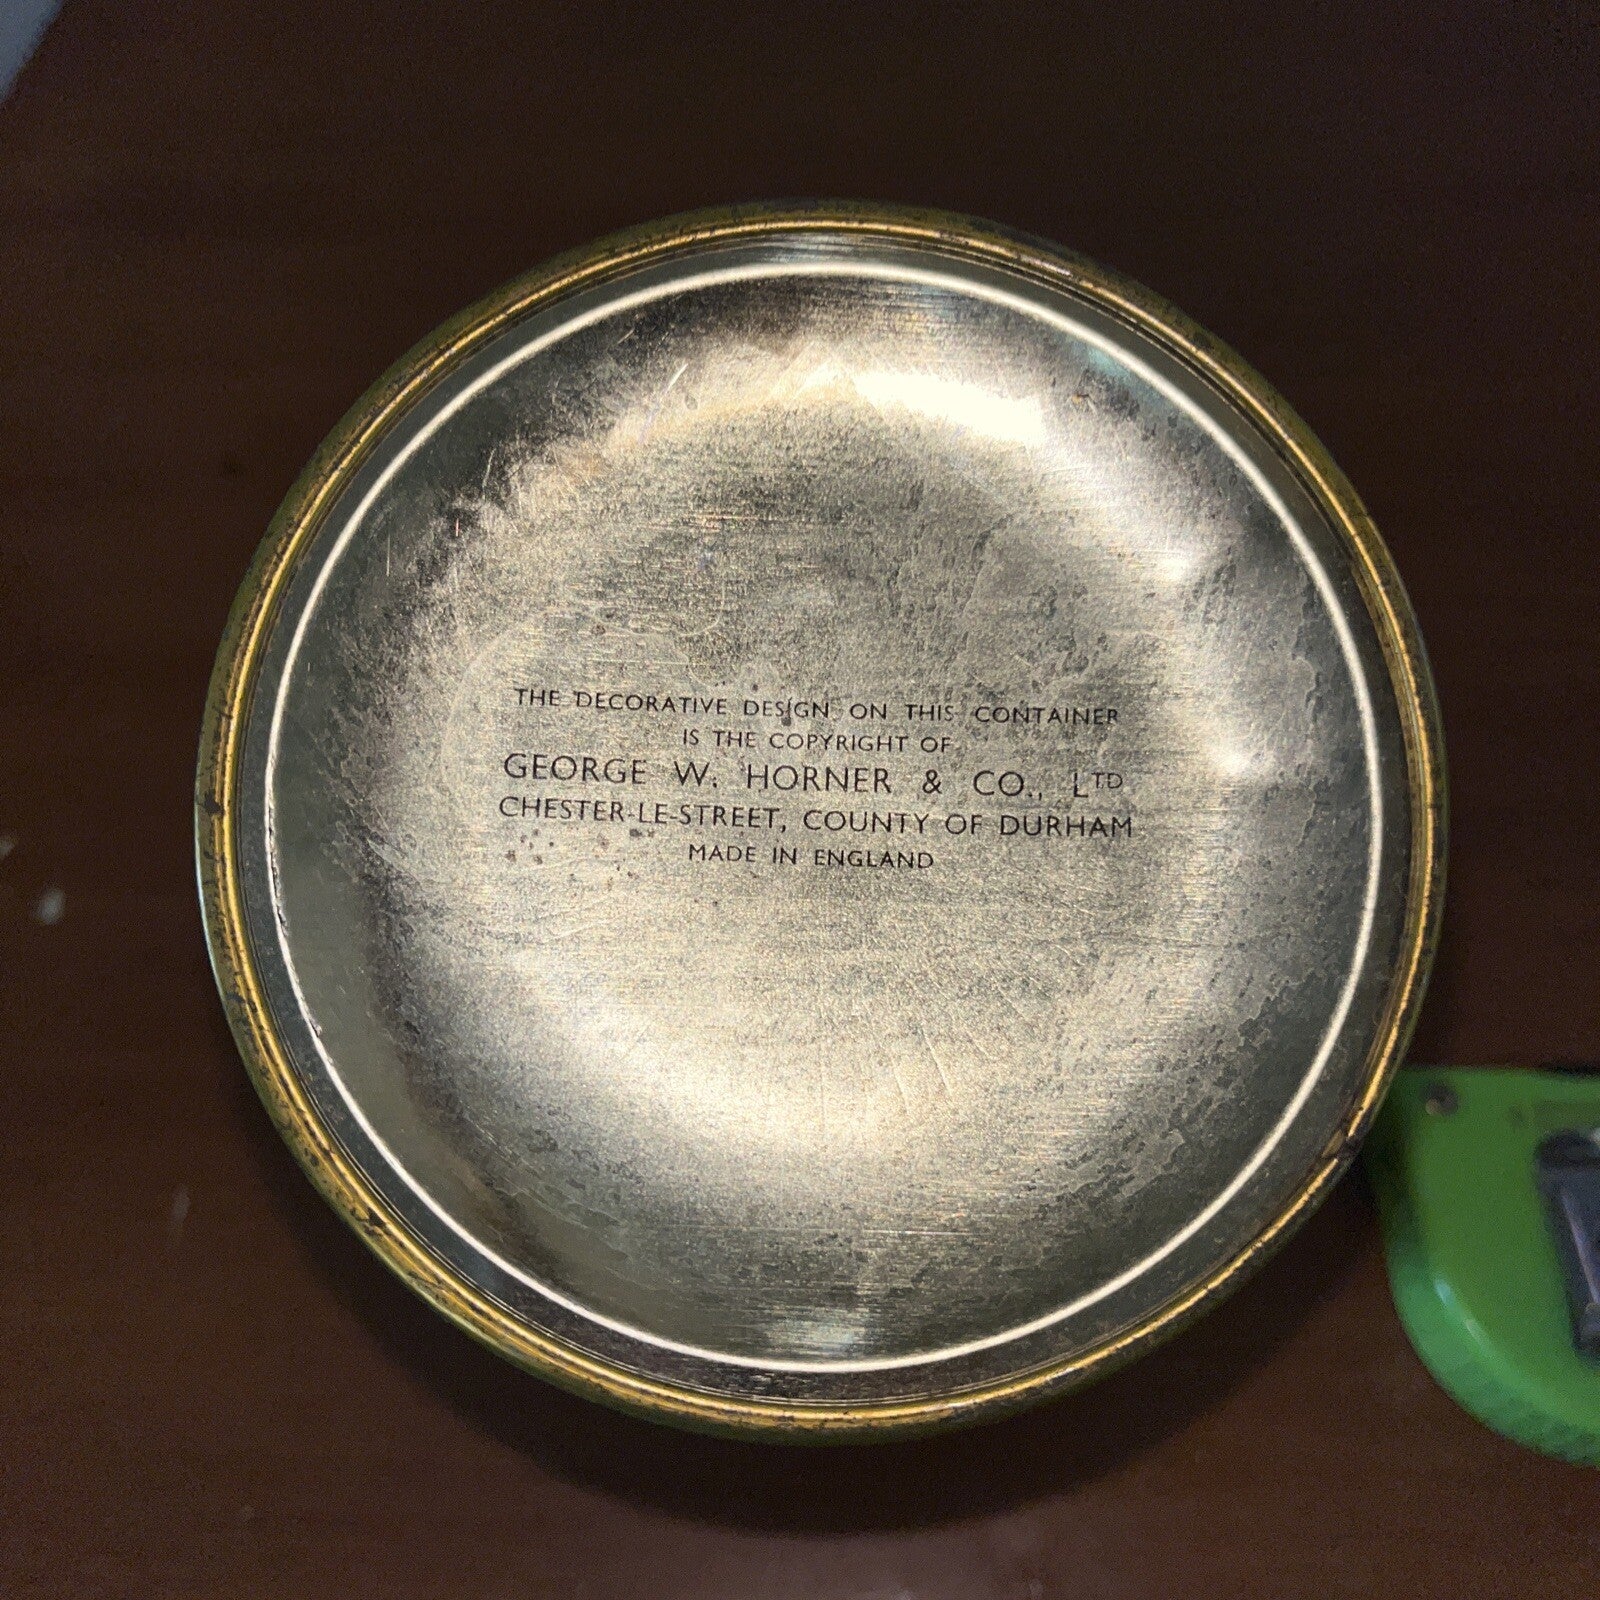 THE DECORATIVE DESIGN ON THIS CONTAINER
IS THE COPYRIGHT OF
GEORGE W. HORNER & CO., LTD
CHESTER-LE-STREET, COUNTY OF DURHAM
MADE IN ENGLAND